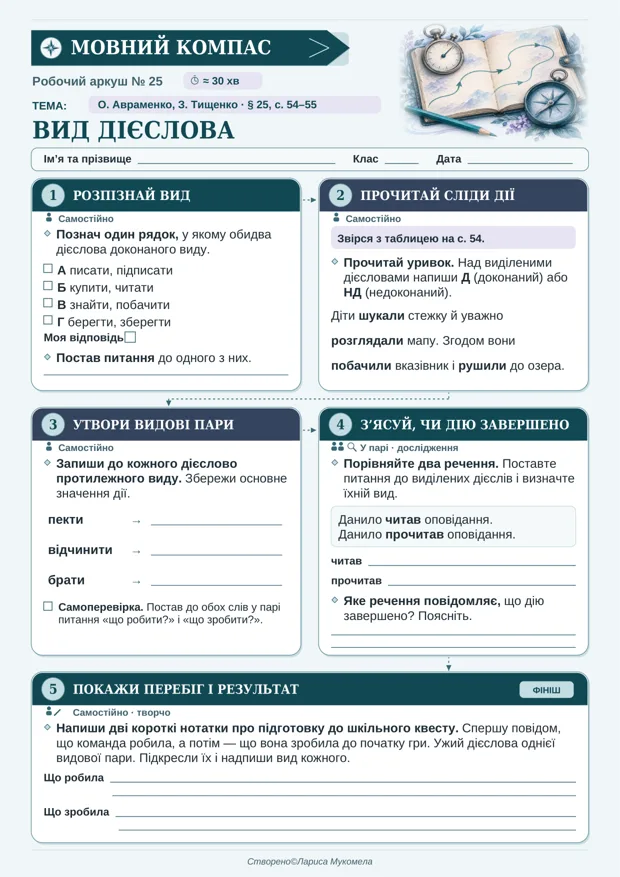 МОВНИЙ КОМПАС
Робочий аркуш № 25
≈ 30 хв
ТЕМА:
О. Авраменко, З. Тищенко · § 25, с. 54–55
ВИД ДІЄСЛОВА
Ім’я та прізвище
Клас
Дата
1 РОЗПІЗНАЙ ВИД
Самостійно
Познач один рядок, у якому обидва
дієслова доконаного виду.
А писати, підписати
Б купити, читати
В знайти, побачити
Г берегти, зберегти
Моя відповідь
Постав питання до одного з них.
2 ПРОЧИТАЙ СЛІДИ ДІЇ
Самостійно
Звірся з таблицею на с. 54.
Прочитай уривок. Над виділеними
дієсловами напиши Д (доконаний) або
НД (недоконаний).
Діти шукали стежку й уважно
розглядали мапу. Згодом вони
побачили вказівник і рушили до озера.
3 УТВОРИ ВИДОВІ ПАРИ
Самостійно
Запиши до кожного дієслово
протилежного виду. Збережи основне
значення дії.
пекти →
відчинити →
брати →
Самоперевірка. Постав до обох слів у парі
питання «що робити?» і «що зробити?».
4 З’ЯСУЙ, ЧИ ДІЮ ЗАВЕРШЕНО
У парі · дослідження
Порівняйте два речення. Поставте
питання до виділених дієслів і визначте
їхній вид.
Данило читав оповідання.
Данило прочитав оповідання.
читав
прочитав
Яке речення повідомляє, що дію
завершено? Поясніть.
5 ПОКАЖИ ПЕРЕБІГ І РЕЗУЛЬТАТ
ФІНІШ
Самостійно · творчо
Напиши дві короткі нотатки про підготовку до шкільного квесту. Спершу повідом,
що команда робила, а потім — що вона зробила до початку гри. Ужий дієслова однієї
видової пари. Підкресли їх і надпиши вид кожного.
Що робила
Що зробила
Створено©Лариса Мукомела